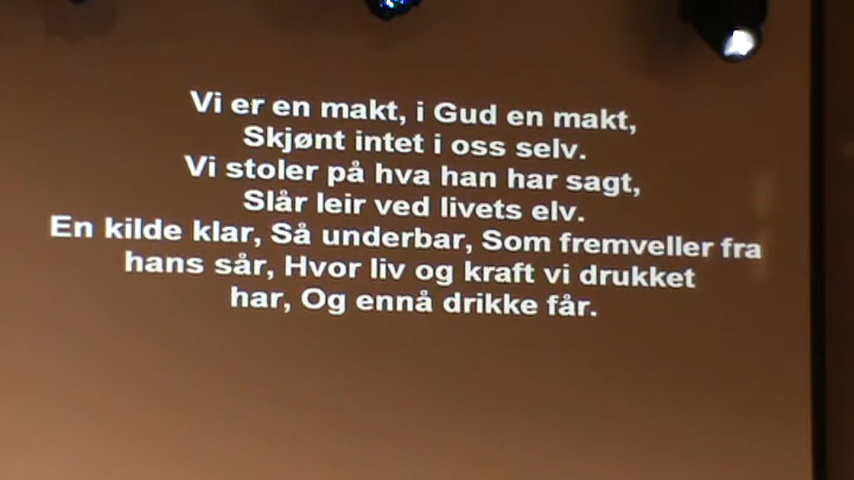 Vi er en makt, i Gud en makt,
Skjønt intet i oss selv.
Vi stoler på hva han har sagt,
Slår leir ved livets elv.
En kilde klar, Så underbar, Som fremveller fra
hans sår, Hvor liv og kraft vi drukket
har, Og ennå drikke får.